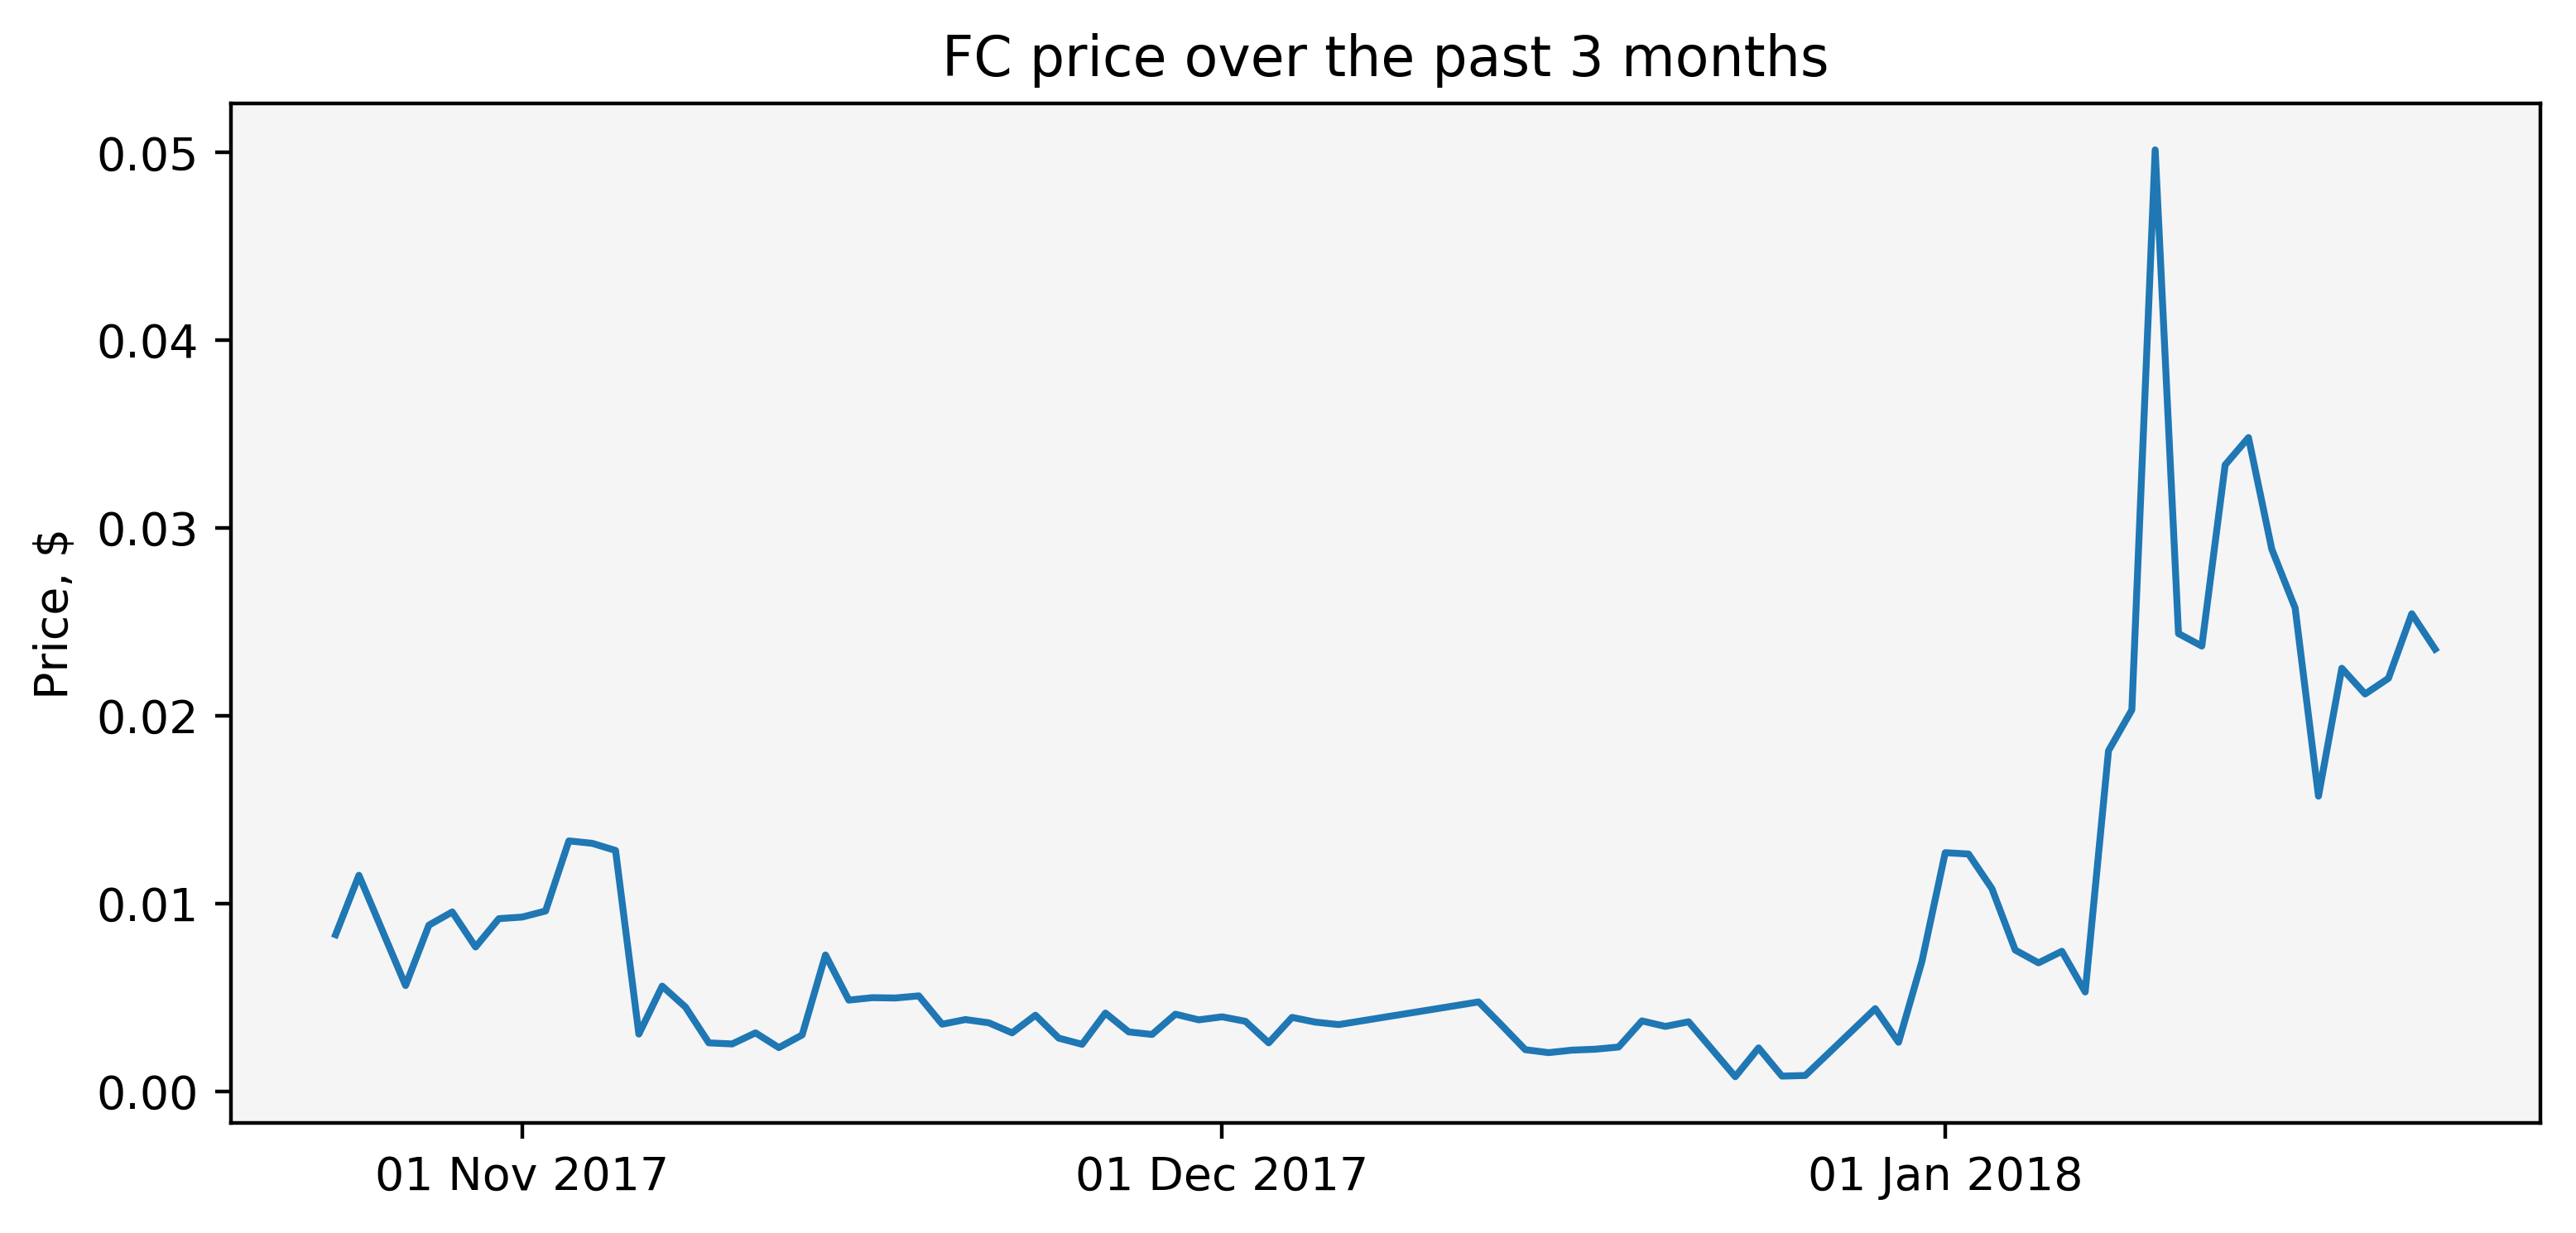 FC price over the past 3 months
Price, $
0.05
0.04
0.03
0.02
0.01
0.00
01 Nov 2017
01 Dec 2017
01 Jan 2018